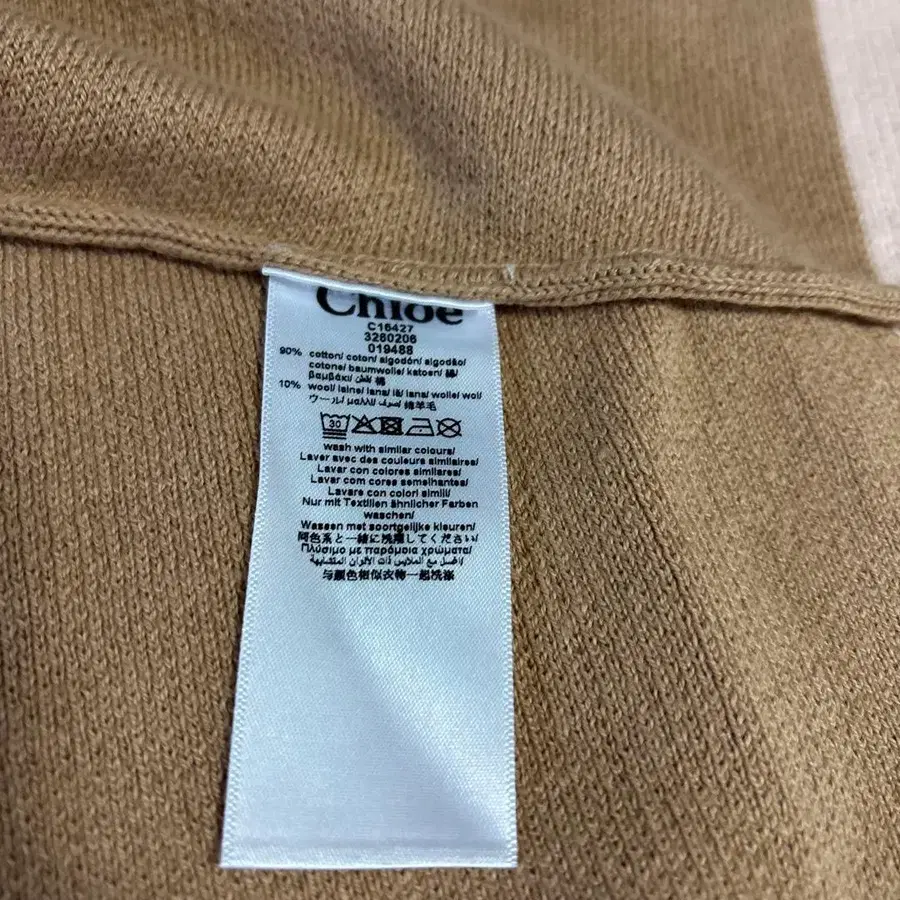 Chloé
C16427
3280206
019488
90% cotton/ coton/ algodón/ algodão/
cotone/ baumwolle/ katoen/ 綿/
βαμβάκι/ قطن/ 棉
10% wool/ laine/ lana/ lã/ lana/ wolle/ wol/
ウール/ μαλλί/ صوف/ 绵羊毛
30
wash with similar colours/
Laver avec des couleurs similaires/
Lavar con colores similares/
Lavar com cores semelhantes/
Lavare con colori simili/
Nur mit Textilien ähnlicher Farben
waschen/
Wassen met soortgelijke kleuren/
同色系と一緒に洗濯してください/
Πλύσιμο με παρόμοια χρώματα/
اغسل مع الملابس ذات الألوان المتشابهة/
与颜色相似衣物一起洗涤